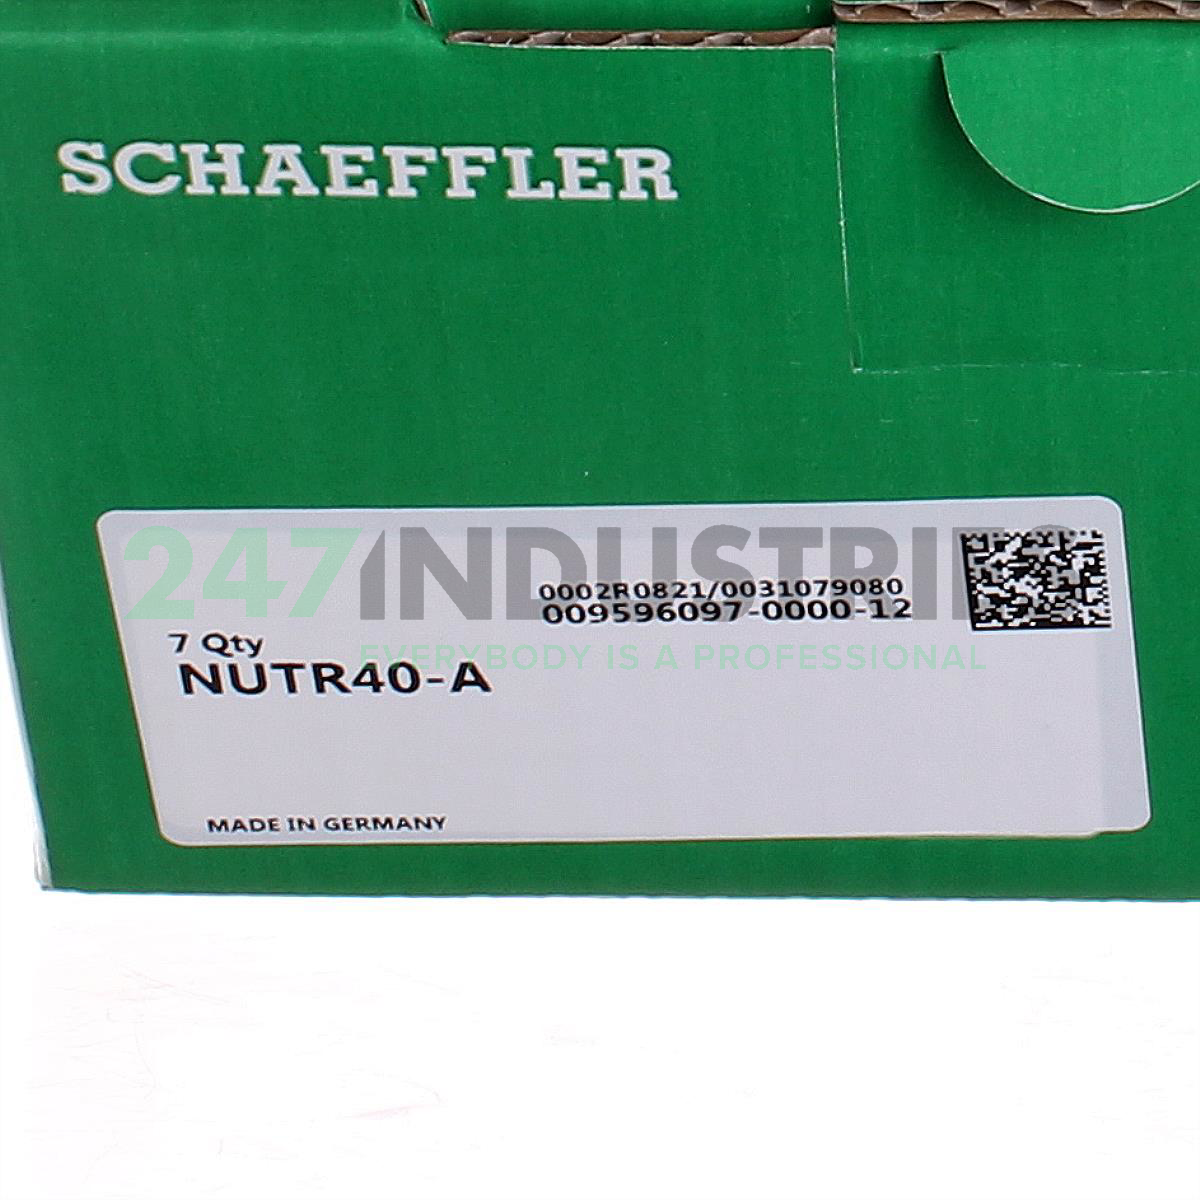 SCHAEFFLER
247INDUSTRIES
0002R0821/0031079080
009596097-0000-12
EVERYBODY IS A PROFESSIONAL
7 Qty
NUTR40-A
MADE IN GERMANY